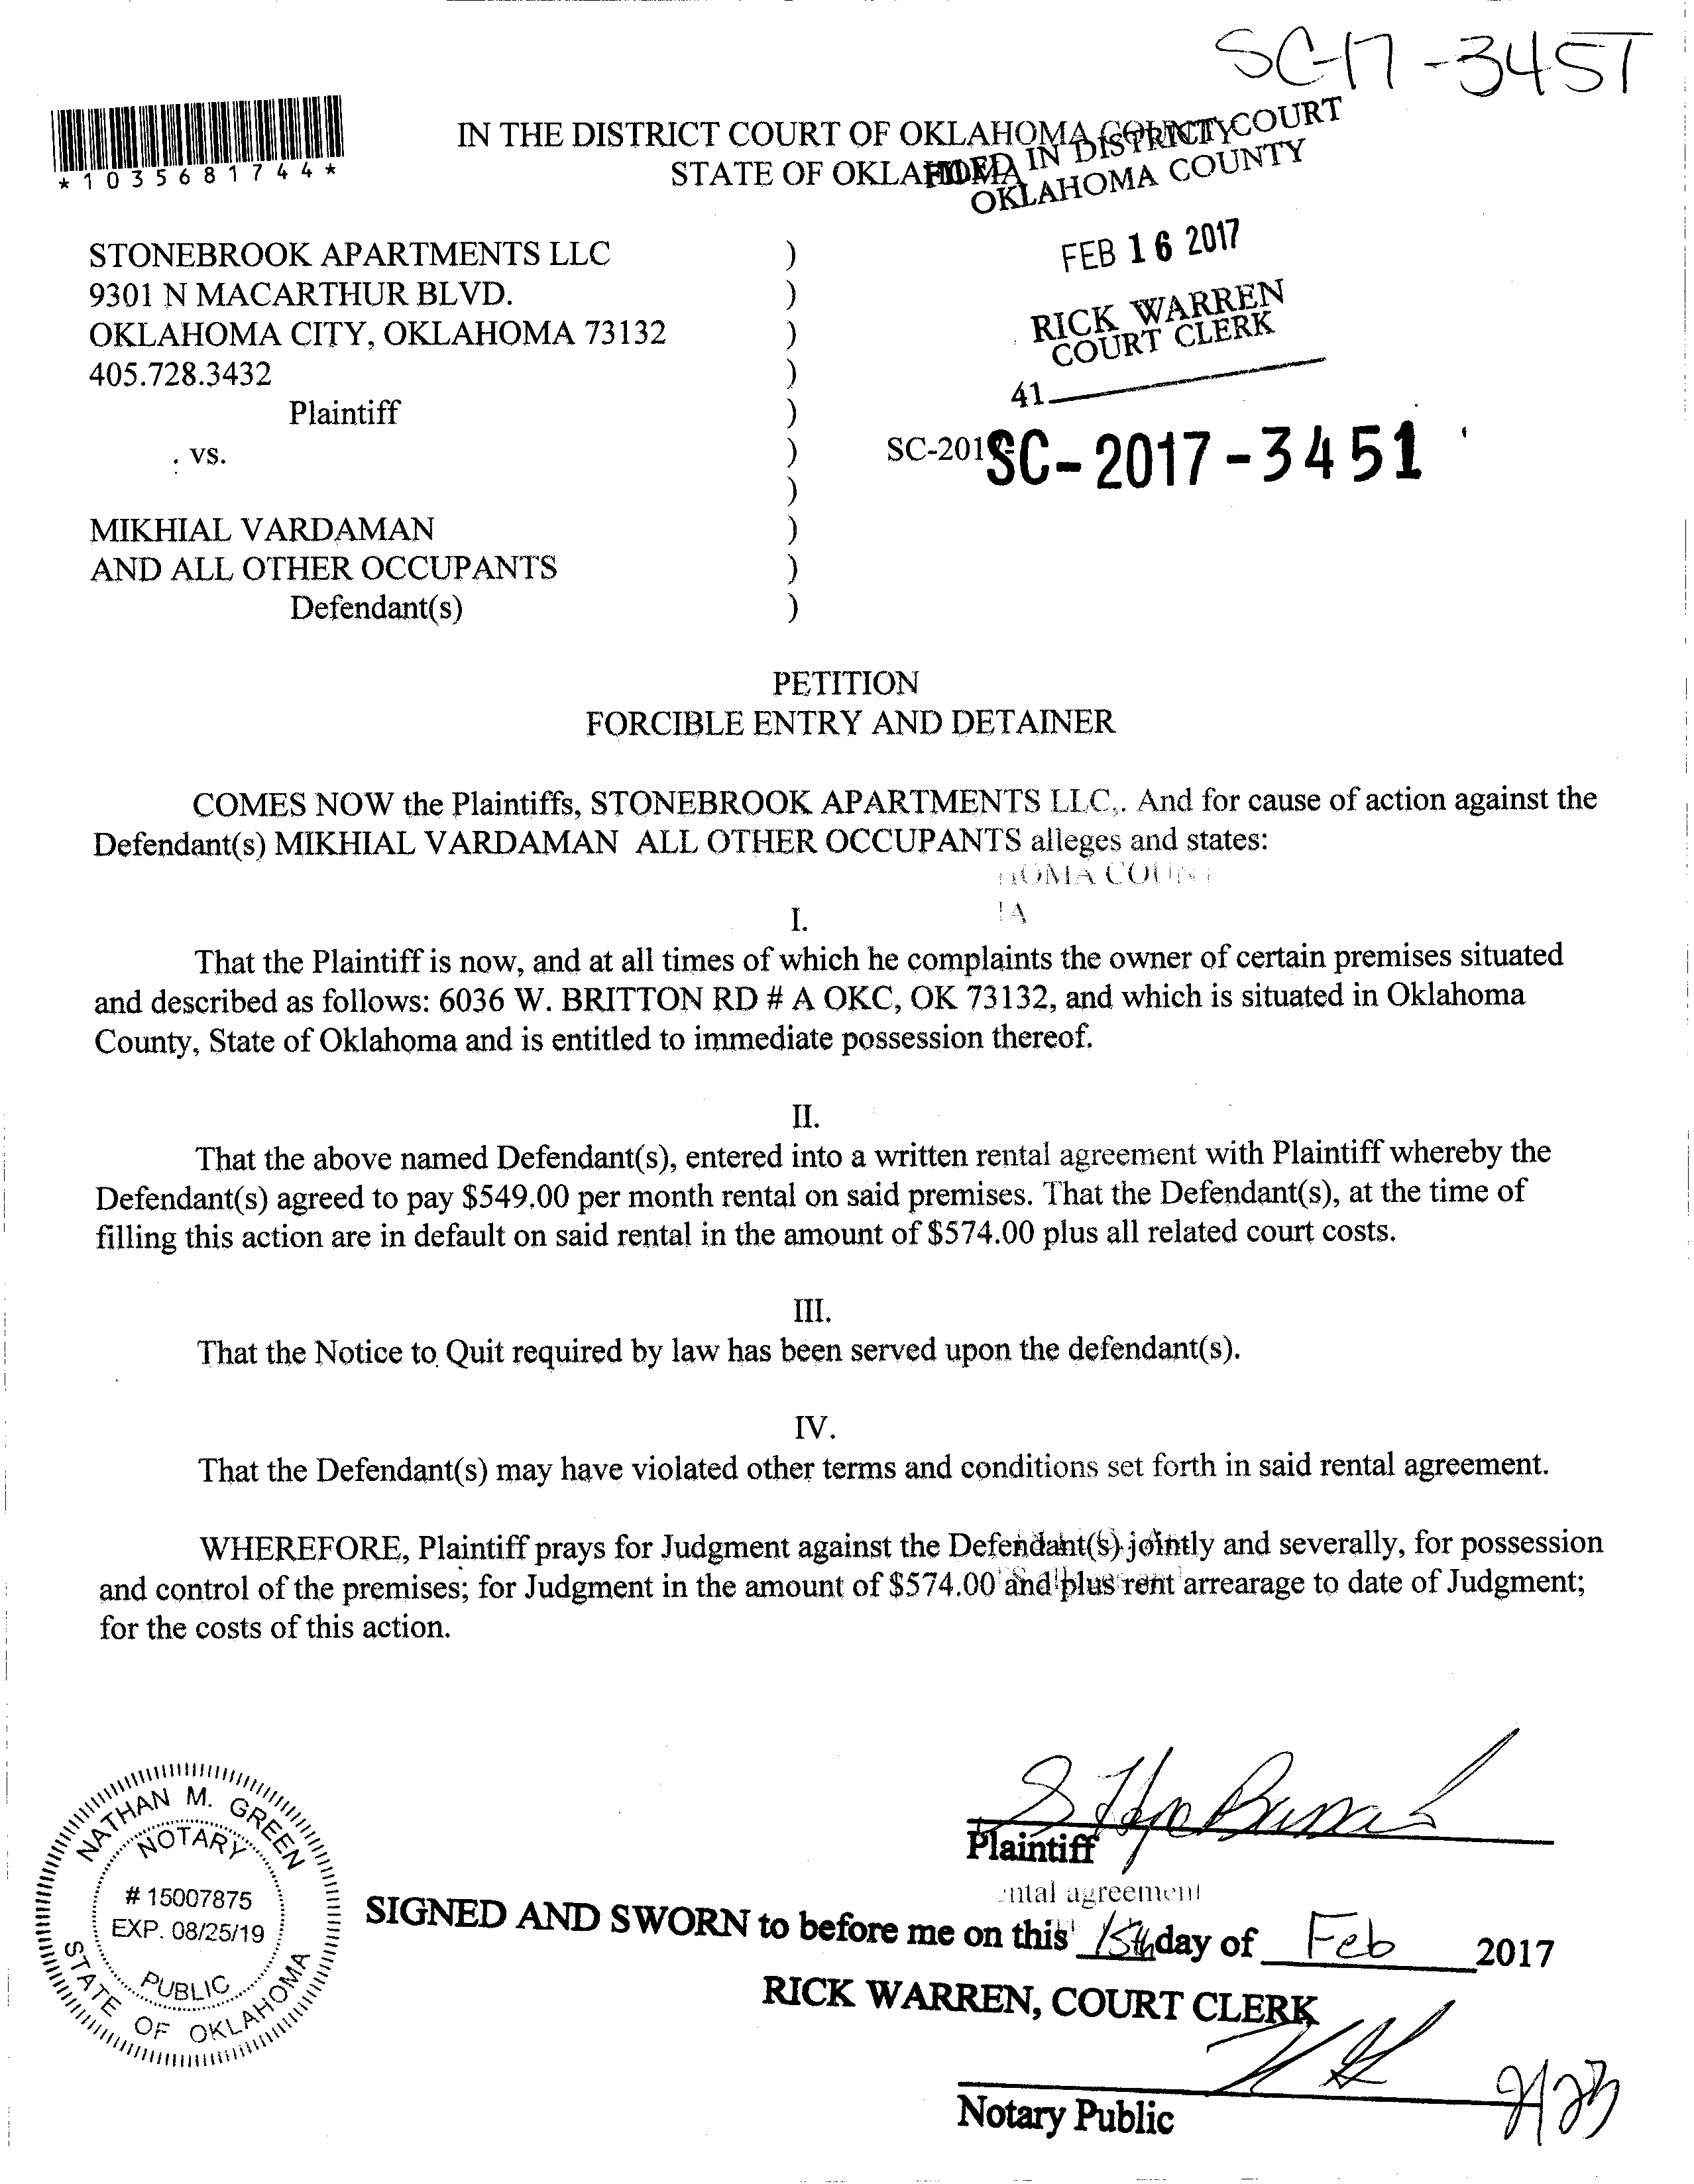 SC-17-3451
*1035681744*
IN THE DISTRICT COURT OF OKLAHOMA COUNTY
STATE OF OKLAHOMA
FILED IN DISTRICT COURT
OKLAHOMA COUNTY
FEB 16 2017
RICK WARREN
COURT CLERK
41
STONEBROOK APARTMENTS LLC )
9301 N MACARTHUR BLVD. )
OKLAHOMA CITY, OKLAHOMA 73132 )
405.728.3432 )
Plaintiff )
vs. ) SC-201 SC-2017-3451
)
MIKHIAL VARDAMAN )
AND ALL OTHER OCCUPANTS )
Defendant(s) )
PETITION
FORCIBLE ENTRY AND DETAINER
COMES NOW the Plaintiffs, STONEBROOK APARTMENTS LLC,. And for cause of action against the
Defendant(s) MIKHIAL VARDAMAN ALL OTHER OCCUPANTS alleges and states:
I.
That the Plaintiff is now, and at all times of which he complaints the owner of certain premises situated
and described as follows: 6036 W. BRITTON RD # A OKC, OK 73132, and which is situated in Oklahoma
County, State of Oklahoma and is entitled to immediate possession thereof.
II.
That the above named Defendant(s), entered into a written rental agreement with Plaintiff whereby the
Defendant(s) agreed to pay $549.00 per month rental on said premises. That the Defendant(s), at the time of
filling this action are in default on said rental in the amount of $574.00 plus all related court costs.
III.
That the Notice to Quit required by law has been served upon the defendant(s).
IV.
That the Defendant(s) may have violated other terms and conditions set forth in said rental agreement.
WHEREFORE, Plaintiff prays for Judgment against the Defendant(s) jointly and severally, for possession
and control of the premises; for Judgment in the amount of $574.00 and plus rent arrearage to date of Judgment;
for the costs of this action.
Plaintiff
ntal agreement
NATHAN M. GREEN
NOTARY
# 15007875
EXP. 08/25/19
PUBLIC
STATE OF OKLAHOMA
SIGNED AND SWORN to before me on this 15th day of Feb 2017
RICK WARREN, COURT CLERK
Notary Public
2/23